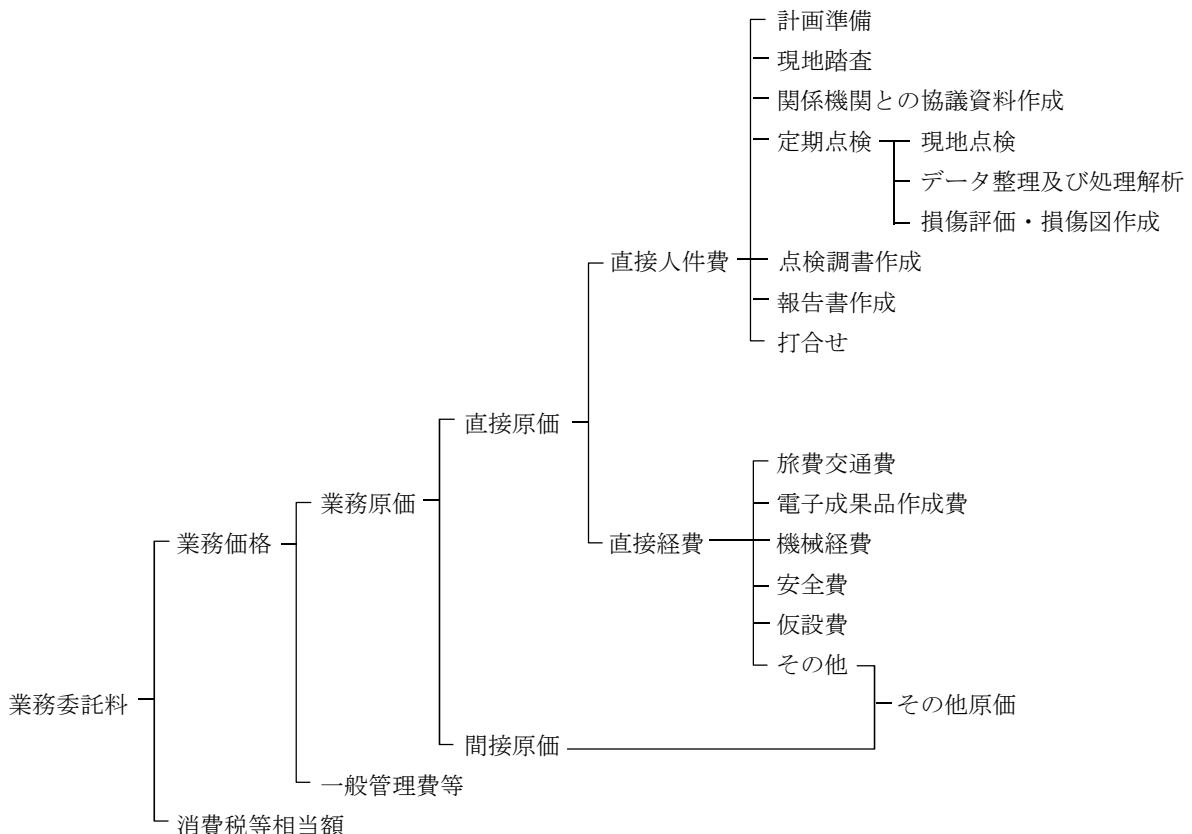 計画準備
現地踏査
関係機関との協議資料作成
定期点検
現地点検
データ整理及び処理解析
損傷評価・損傷図作成
直接人件費
点検調書作成
報告書作成
打合せ
直接原価
旅費交通費
業務原価
電子成果品作成費
業務価格
直接経費
機械経費
安全費
仮設費
その他
業務委託料
その他原価
間接原価
一般管理費等
消費税等相当額